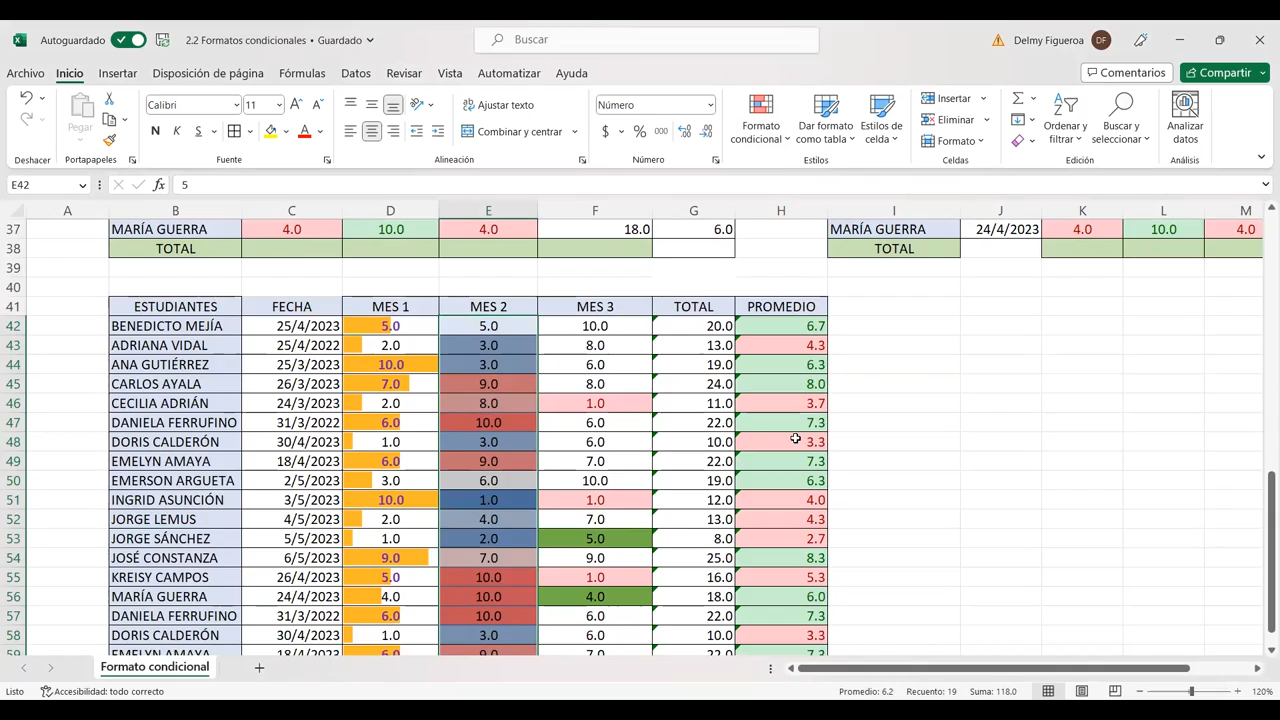 Autoguardado 2.2 Formatos condicionales • Guardado Buscar Delmy Figueroa DF
Archivo Inicio Insertar Disposición de página Fórmulas Datos Revisar Vista Automatizar Ayuda Comentarios Compartir
Pegar Calibri 11 Ajustar texto Número Formato condicional Dar formato como tabla Estilos de celda Insertar Eliminar Formato Ordenar y filtrar Buscar y seleccionar Analizar datos
N K S Combinar y centrar $ % 000
Deshacer Portapapeles Fuente Alineación Número Estilos Celdas Edición Análisis
E42 fx 5
A B C D E F G H I J K L M
37 MARÍA GUERRA 4.0 10.0 4.0 18.0 6.0 MARÍA GUERRA 24/4/2023 4.0 10.0 4.0
38 TOTAL TOTAL
39
40
41 ESTUDIANTES FECHA MES 1 MES 2 MES 3 TOTAL PROMEDIO
42 BENEDICTO MEJÍA 25/4/2023 5.0 5.0 10.0 20.0 6.7
43 ADRIANA VIDAL 25/4/2022 2.0 3.0 8.0 13.0 4.3
44 ANA GUTIÉRREZ 25/3/2023 10.0 3.0 6.0 19.0 6.3
45 CARLOS AYALA 26/3/2023 7.0 9.0 8.0 24.0 8.0
46 CECILIA ADRIÁN 24/3/2023 2.0 8.0 1.0 11.0 3.7
47 DANIELA FERRUFINO 31/3/2022 6.0 10.0 6.0 22.0 7.3
48 DORIS CALDERÓN 30/4/2023 1.0 3.0 6.0 10.0 3.3
49 EMELYN AMAYA 18/4/2023 6.0 9.0 7.0 22.0 7.3
50 EMERSON ARGUETA 2/5/2023 3.0 6.0 10.0 19.0 6.3
51 INGRID ASUNCIÓN 3/5/2023 10.0 1.0 1.0 12.0 4.0
52 JORGE LEMUS 4/5/2023 2.0 4.0 7.0 13.0 4.3
53 JORGE SÁNCHEZ 5/5/2023 1.0 2.0 5.0 8.0 2.7
54 JOSÉ CONSTANZA 6/5/2023 9.0 7.0 9.0 25.0 8.3
55 KREISY CAMPOS 26/4/2023 5.0 10.0 1.0 16.0 5.3
56 MARÍA GUERRA 24/4/2023 4.0 10.0 4.0 18.0 6.0
57 DANIELA FERRUFINO 31/3/2022 6.0 10.0 6.0 22.0 7.3
58 DORIS CALDERÓN 30/4/2023 1.0 3.0 6.0 10.0 3.3
59 EMELYN AMAYA 18/4/2023 6.0 9.0 7.0 22.0 7.3
Formato condicional
Listo Accesibilidad: todo correcto Promedio: 6.2 Recuento: 19 Suma: 118.0 120%